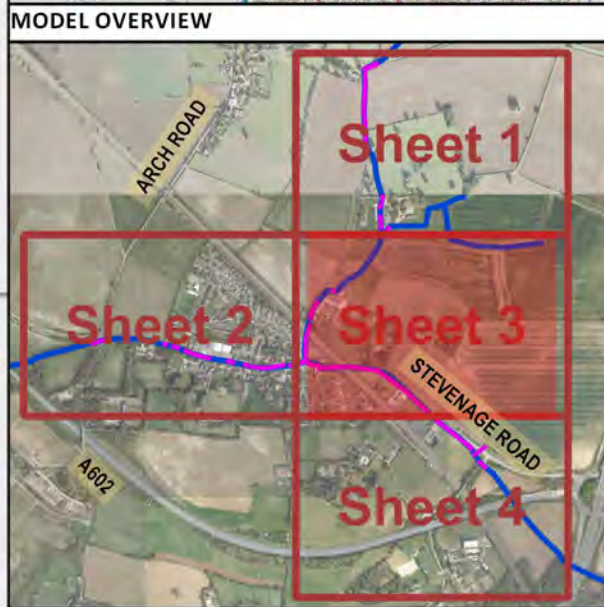 MODEL OVERVIEW
ARCH ROAD
Sheet 1
Sheet 2
Sheet 3
STEVENAGE ROAD
A602
Sheet 4